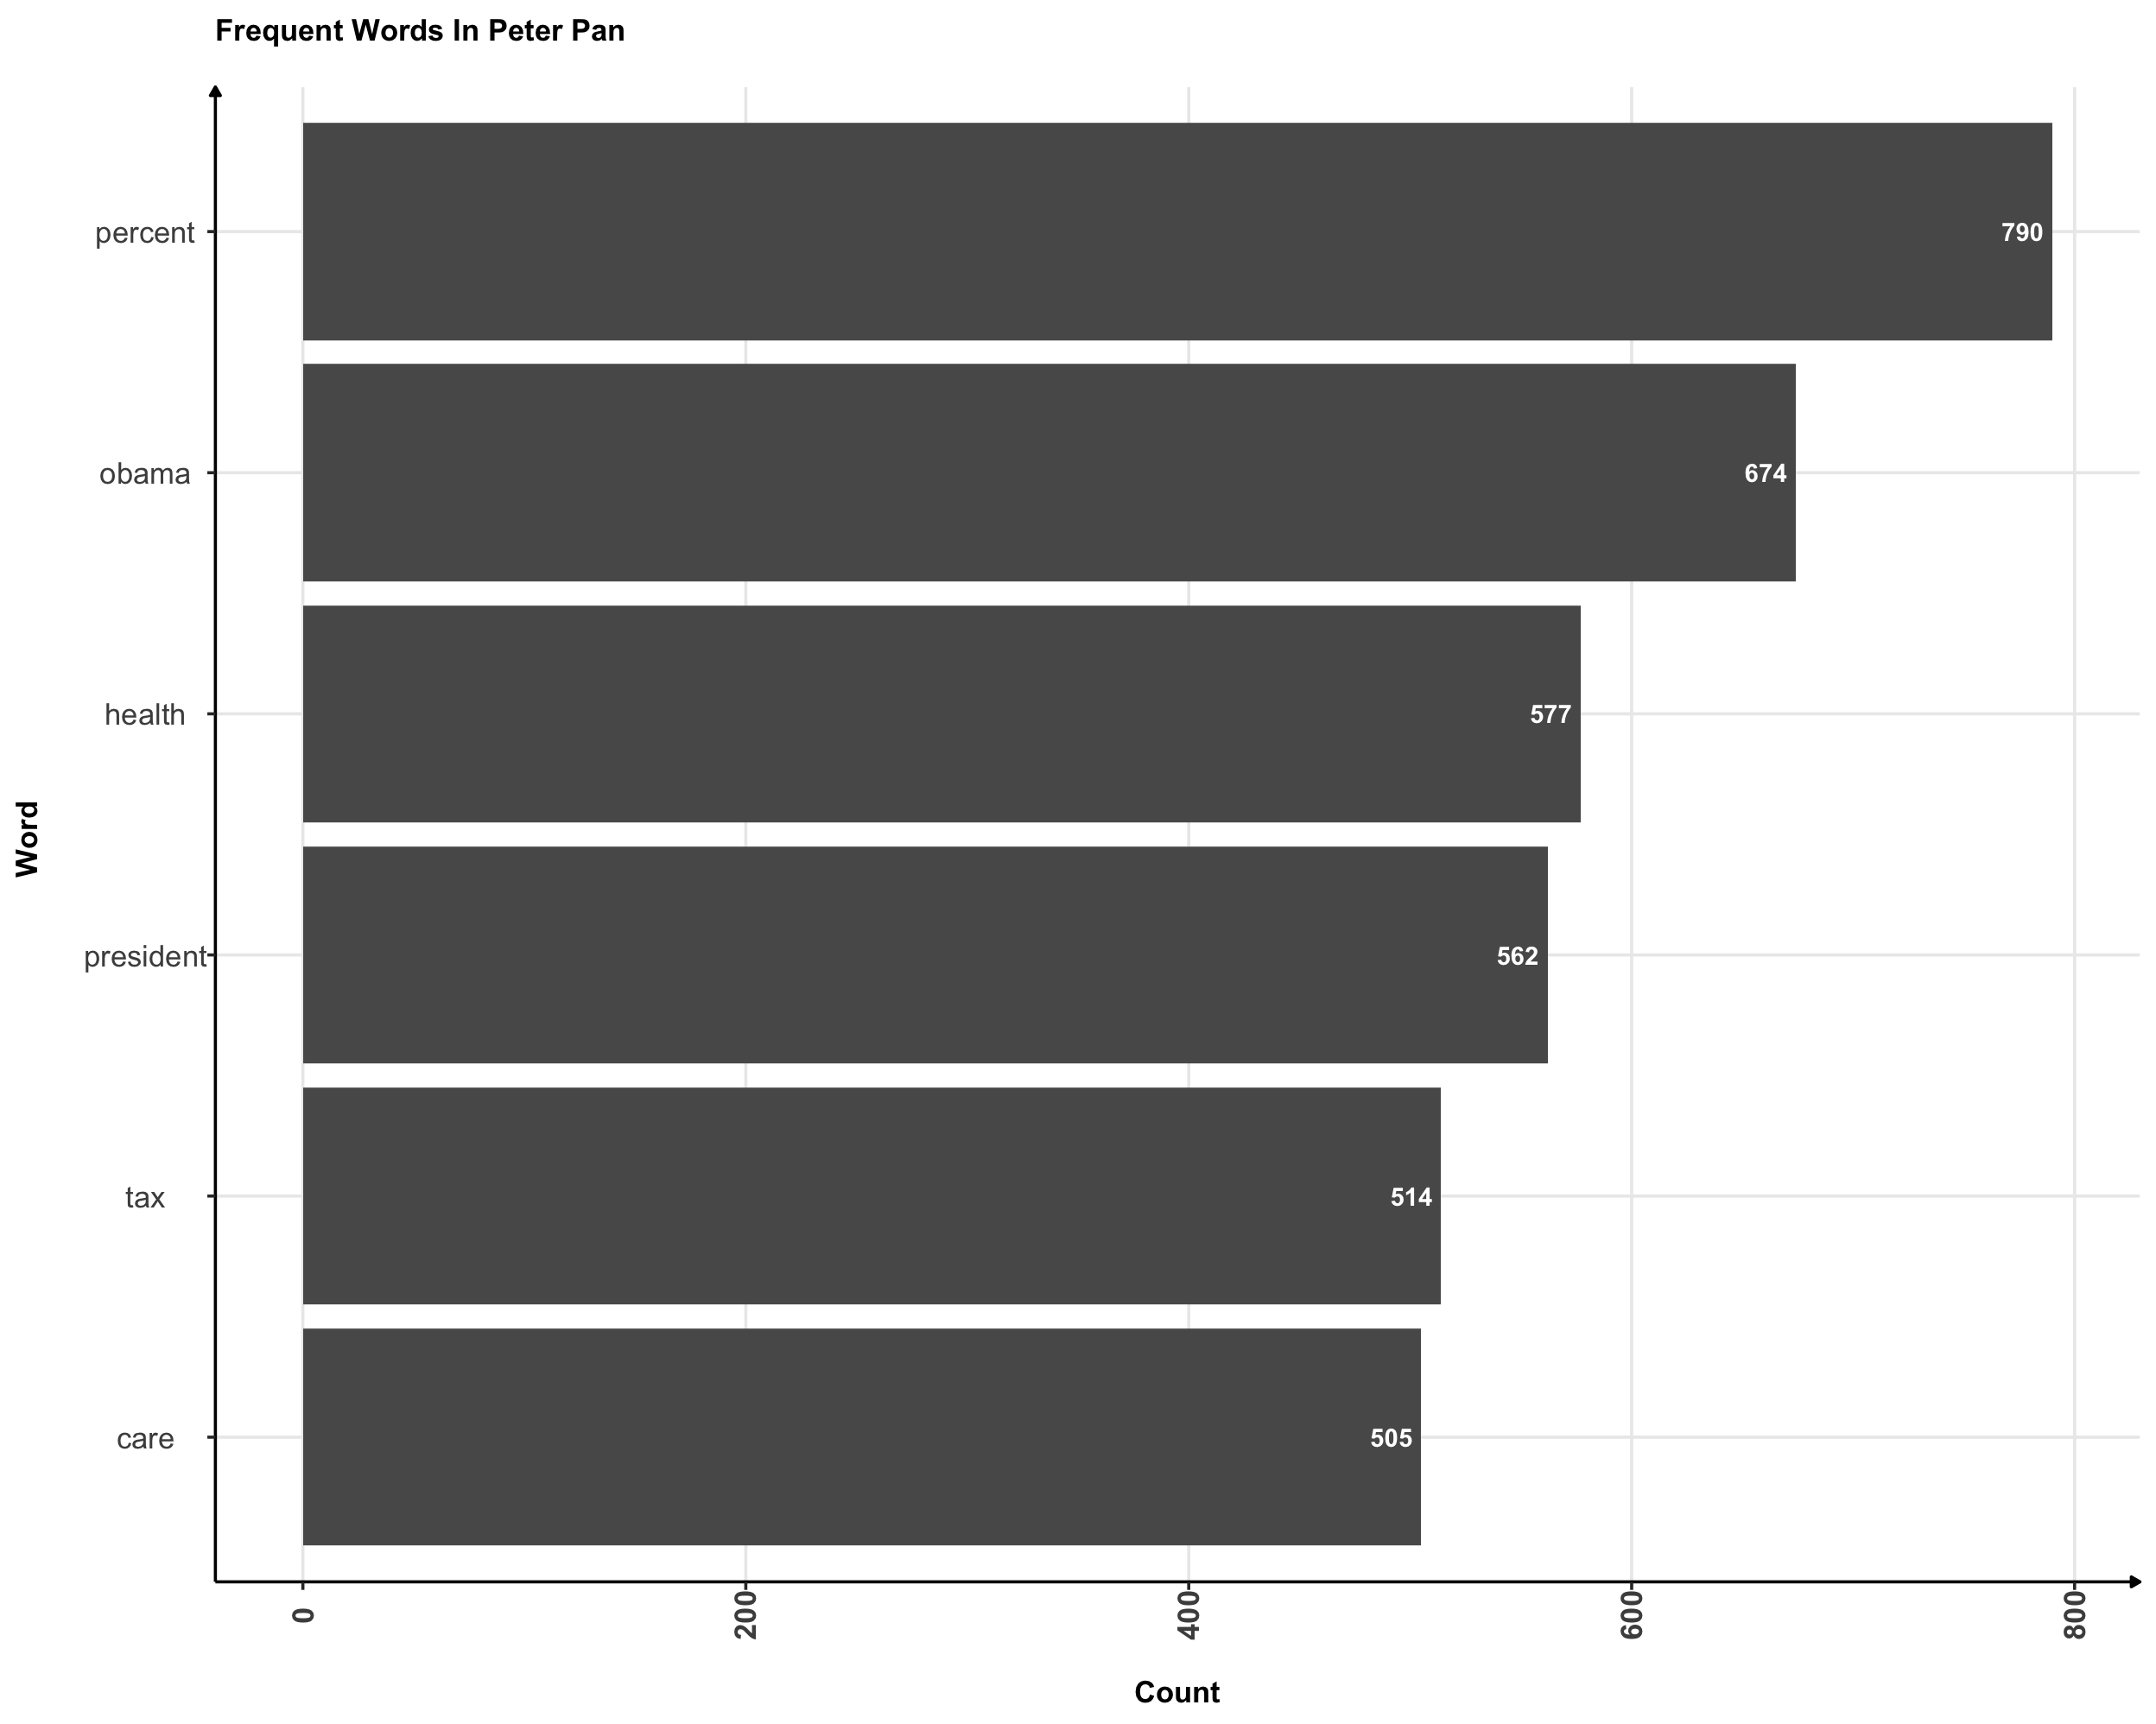 Frequent Words In Peter Pan
percent 790
obama 674
health 577
Word
president 562
tax 514
care 505
0 200 400 600 800
Count